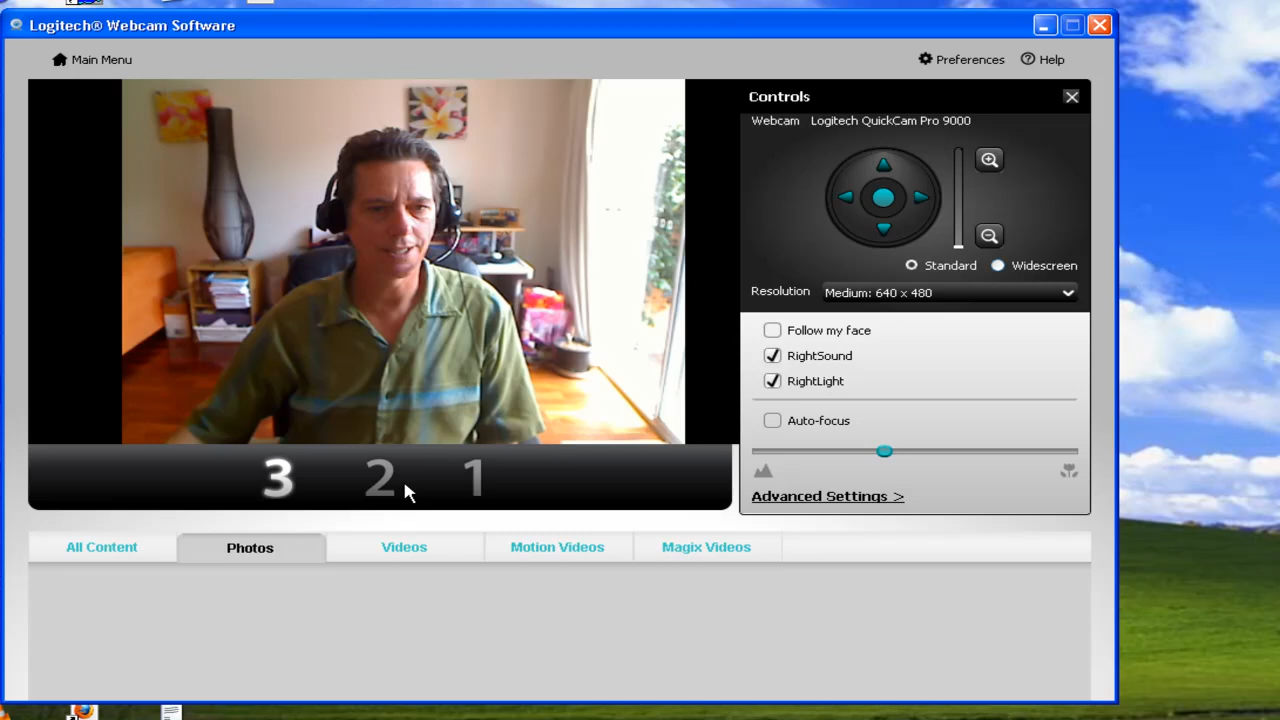 Logitech® Webcam Software
Main Menu
Preferences
Help
Controls
Webcam Logitech QuickCam Pro 9000
Standard
Widescreen
Resolution
Medium: 640 x 480
Follow my face
RightSound
RightLight
Auto-focus
Advanced Settings >
3 2 1
All Content
Photos
Videos
Motion Videos
Magix Videos